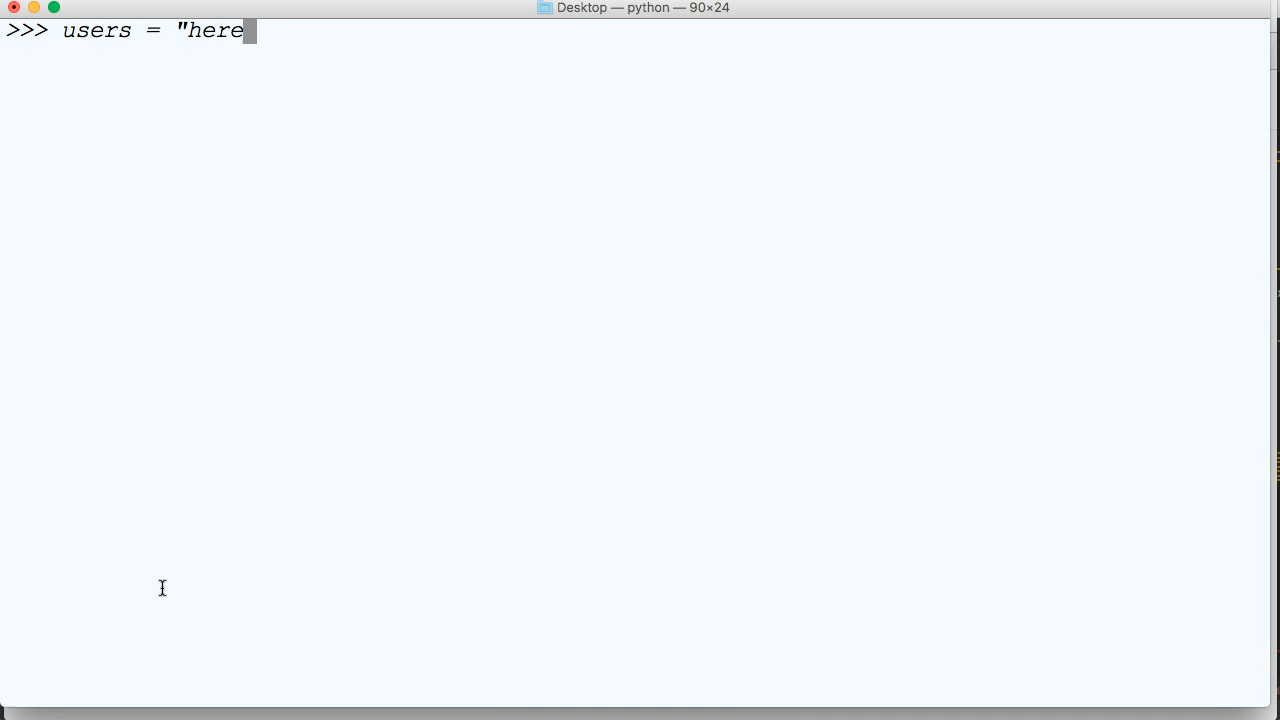 Desktop — python — 90×24
>>> users = "here